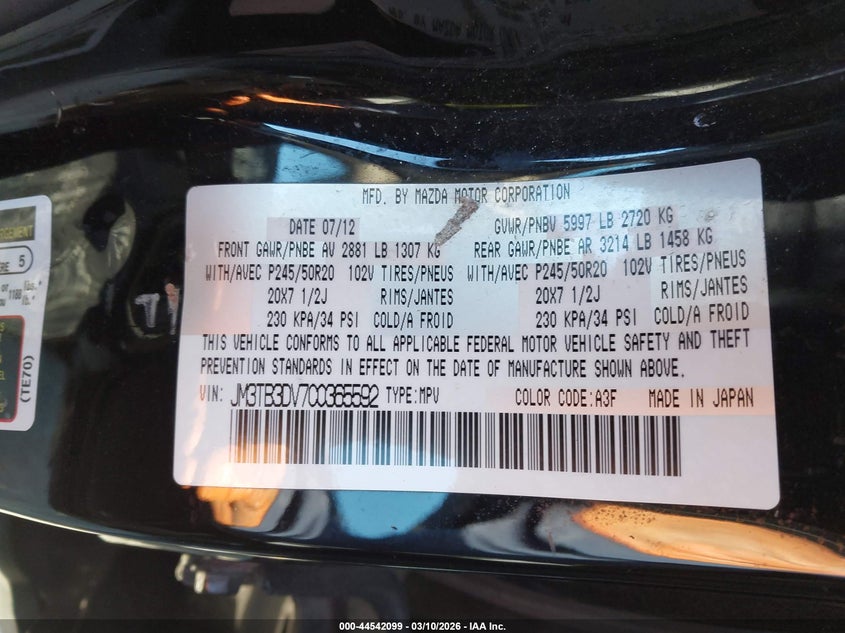 MFD. BY MAZDA MOTOR CORPORATION
DATE 07/12 GVWR/PNBV 5997 LB 2720 KG
FRONT GAWR/PNBE AV 2881 LB 1307 KG REAR GAWR/PNBE AR 3214 LB 1458 KG
WITH/AVEC P245/50R20 102V TIRES/PNEUS WITH/AVEC P245/50R20 102V TIRES/PNEUS
20X7 1/2J RIMS/JANTES 20X7 1/2J RIMS/JANTES
230 KPA/34 PSI COLD/A FROID 230 KPA/34 PSI COLD/A FROID
THIS VEHICLE CONFORMS TO ALL APPLICABLE FEDERAL MOTOR VEHICLE SAFETY AND THEFT
PREVENTION STANDARDS IN EFFECT ON THE DATE OF MANUFACTURE SHOWN ABOVE.
VIN: JM3TB3DV7C0365592 TYPE:MPV COLOR CODE:A3F MADE IN JAPAN
5
(TE70)
000-44542099 - 03/10/2026 - IAA Inc.